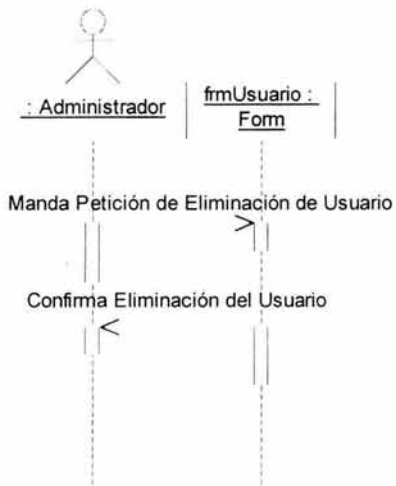 : Administrador
frmUsuario :
Form
Manda Petición de Eliminación de Usuario
Confirma Eliminación del Usuario